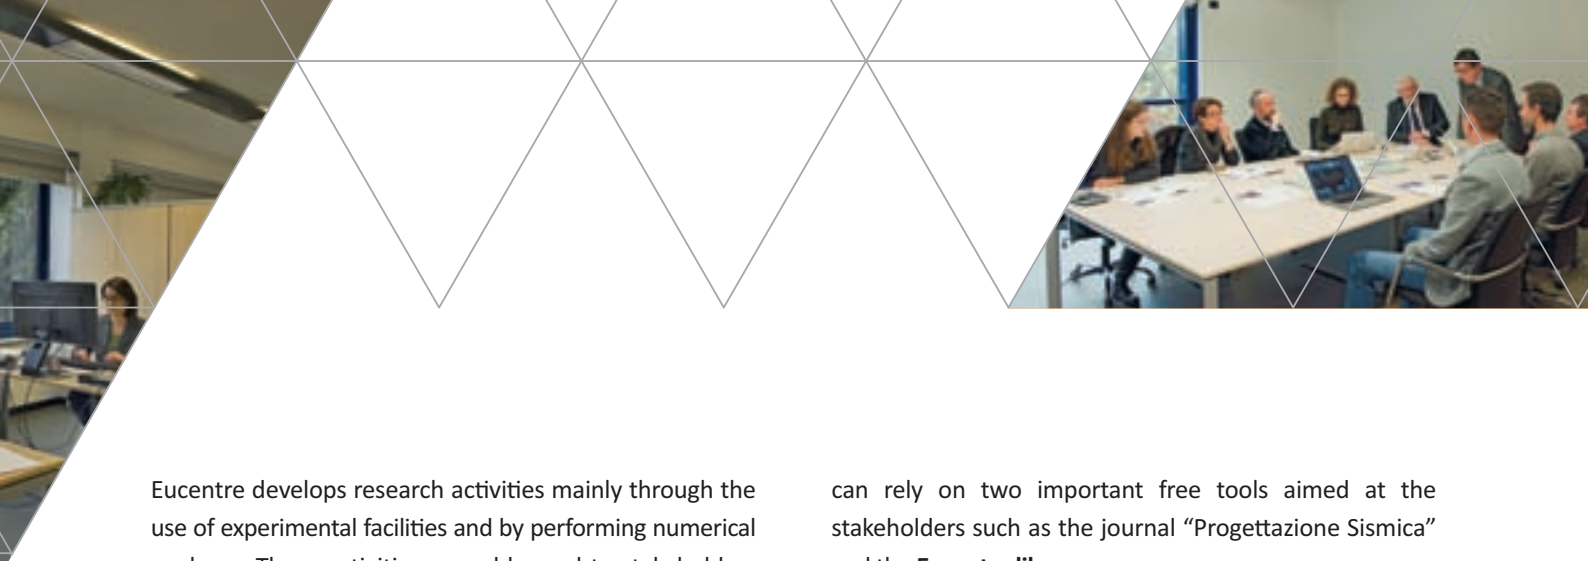 Eucentre develops research activities mainly through the
use of experimental facilities and by performing numerical
can rely on two important free tools aimed at the
stakeholders such as the journal “Progettazione Sismica”